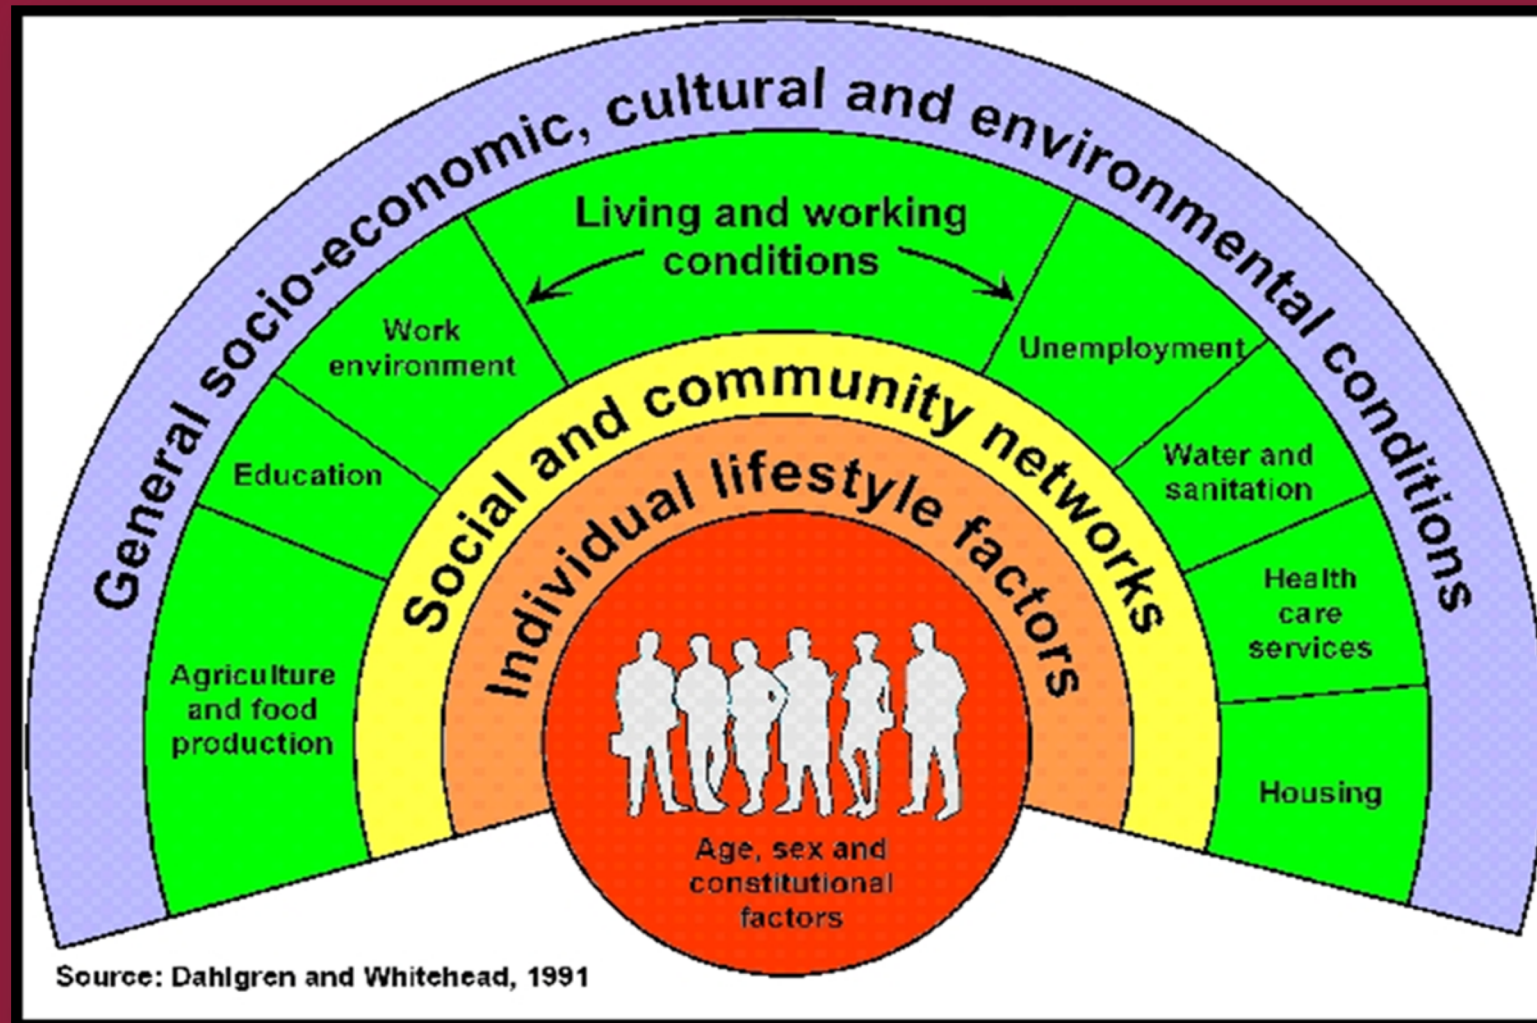 General socio-economic, cultural and environmental conditions
Living and working
conditions
Work
environment
Education
Agriculture
and food
production
Unemployment
Water and
sanitation
Health
care
services
Housing
Social and community networks
Individual lifestyle factors
Age, sex and
constitutional
factors
Source: Dahlgren and Whitehead, 1991